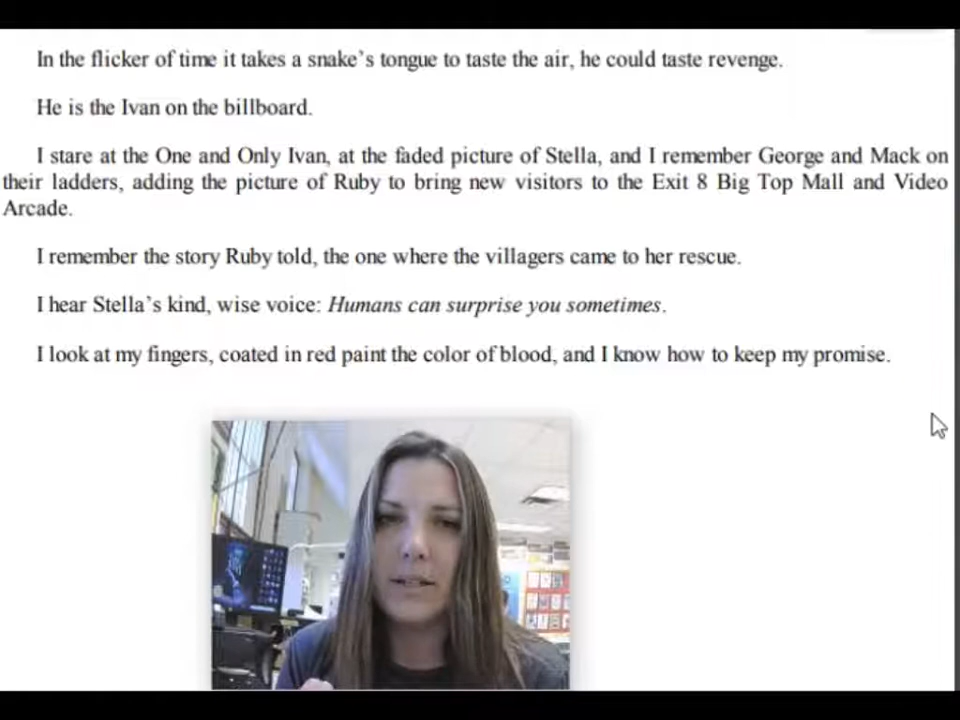 In the flicker of time it takes a snake's tongue to taste the air, he could taste revenge.
He is the Ivan on the billboard.
I stare at the One and Only Ivan, at the faded picture of Stella, and I remember George and Mack on
their ladders, adding the picture of Ruby to bring new visitors to the Exit 8 Big Top Mall and Video
Arcade.
I remember the story Ruby told, the one where the villagers came to her rescue.
I hear Stella's kind, wise voice: Humans can surprise you sometimes.
I look at my fingers, coated in red paint the color of blood, and I know how to keep my promise.